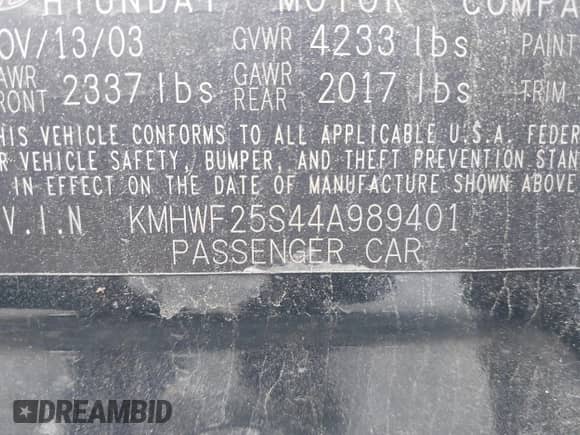 HYUNDAI MOTOR COMPA
OV/13/03 GVWR 4233 lbs PAINT
GAWR FRONT 2337 lbs GAWR REAR 2017 lbs TRIM
HIS VEHICLE CONFORMS TO ALL APPLICABLE U.S.A. FEDER
R VEHICLE SAFETY, BUMPER, AND THEFT PREVENTION STAN
IN EFFECT ON THE DATE OF MANUFACTURE SHOWN ABOVE
V.I.N KMHWF25S44A989401
PASSENGER CAR
DREAMBID